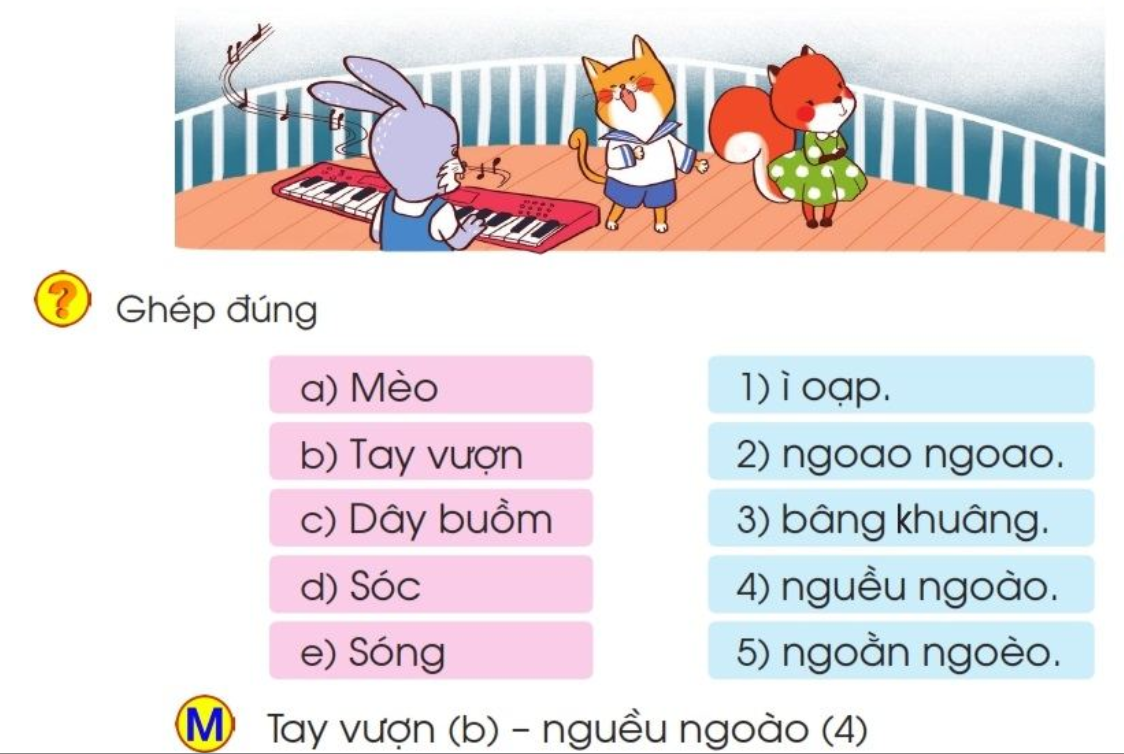 ?
Ghép đúng
a) Mèo
1) ì oạp.
b) Tay vượn
2) ngoao ngoao.
c) Dây buồm
3) bâng khuâng.
d) Sóc
4) nguều ngoào.
e) Sóng
5) ngoằn ngoèo.
M Tay vượn (b) – nguều ngoào (4)